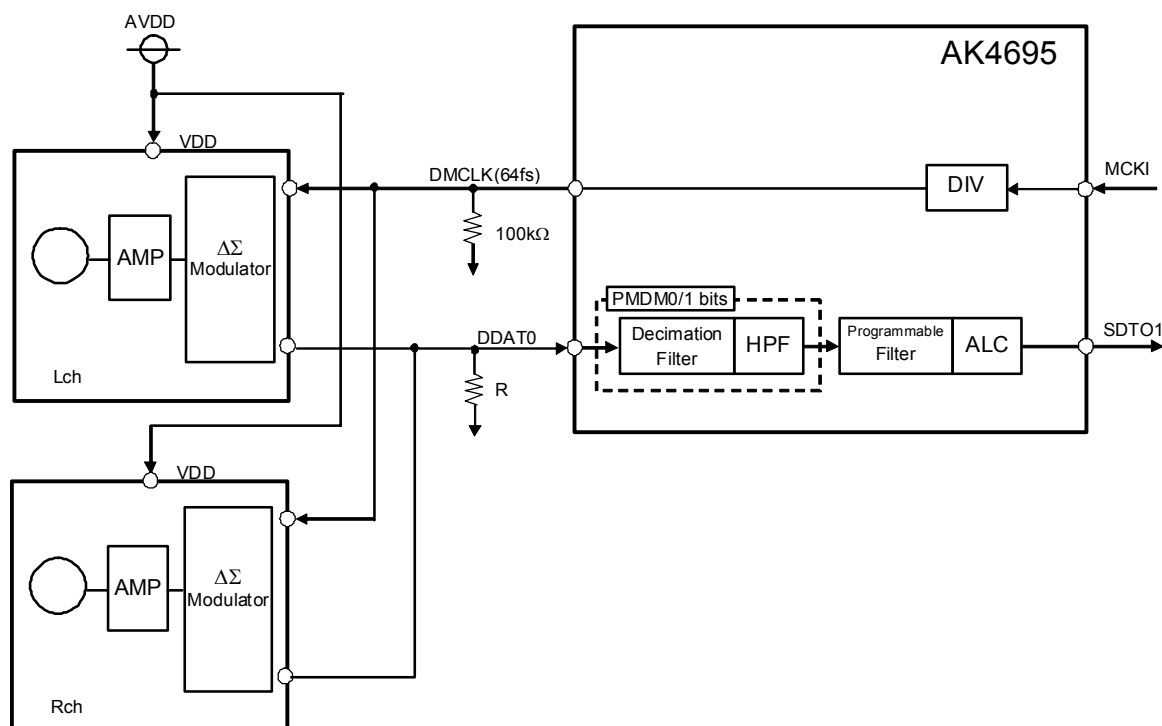 AVDD
AK4695
VDD
DMCLK(64fs)
MCKI
DIV
100kΩ
AMP
ΔΣ
Modulator
PMDM0/1 bits
DDAT0
Decimation
Filter
HPF
Programmable
Filter
ALC
SDTO1
Lch
R
VDD
AMP
ΔΣ
Modulator
Rch